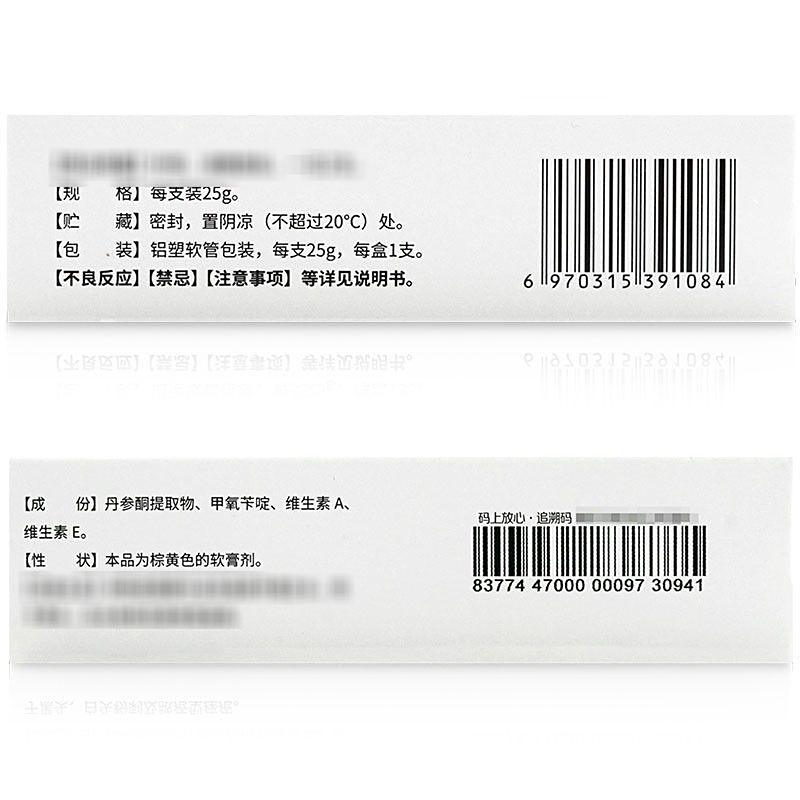 【规　　格】每支装25g。
【贮　　藏】密封，置阴凉（不超过20℃）处。
【包　　装】铝塑软管包装，每支25g，每盒1支。
【不良反应】【禁忌】【注意事项】等详见说明书。
6 970315 391084
【成　　份】丹参酮提取物、甲氧苄啶、维生素 A、
维生素 E。
【性　　状】本品为棕黄色的软膏剂。
码上放心·追溯码
83774 47000 00097 30941